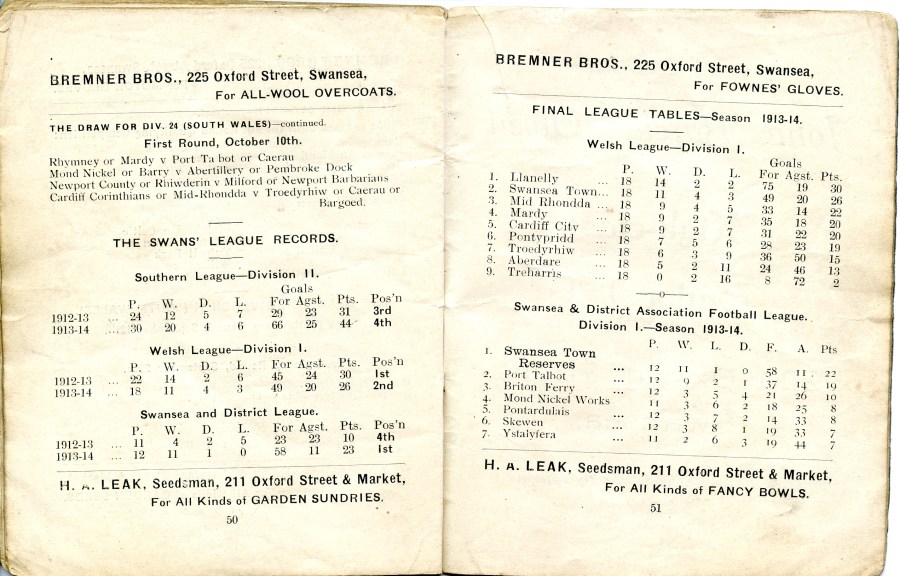 BREMNER BROS., 225 Oxford Street, Swansea,
For ALL-WOOL OVERCOATS.
THE DRAW FOR DIV. 24 (SOUTH WALES)—continued.
First Round, October 10th.
Rhymney or Mardy v Port Talbot or Caerau
Mond Nickel or Barry v Abertillery or Pembroke Dock
Newport County or Rhiwderin v Milford or Newport Barbarians
Cardiff Corinthians or Mid-Rhondda v Troedyrhiw or Caerau or
Bargoed.
THE SWANS' LEAGUE RECORDS.
Southern League—Division II.
Goals
P. W. D. L. For Agst. Pts. Pos'n
1912-13 ... 24 12 5 7 29 23 31 3rd
1913-14 ... 30 20 4 6 66 25 44 4th
Welsh League—Division I.
P. W. D. L. For Agst. Pts. Pos'n
1912-13 ... 22 14 2 6 45 24 30 1st
1913-14 ... 18 11 4 3 49 20 26 2nd
Swansea and District League.
P. W. D. L. For Agst. Pts. Pos'n
1912-13 ... 11 4 2 5 23 23 10 4th
1913-14 ... 12 11 1 0 58 11 23 1st
H. A. LEAK, Seedsman, 211 Oxford Street & Market,
For All Kinds of GARDEN SUNDRIES.
50
BREMNER BROS., 225 Oxford Street, Swansea,
For FOWNES' GLOVES.
FINAL LEAGUE TABLES—Season 1913-14.
Welsh League—Division I.
Goals
P. W. D. L. For Agst. Pts.
1. Llanelly ... 18 14 2 2 75 19 30
2. Swansea Town... 18 11 4 3 49 20 26
3. Mid Rhondda ... 18 9 4 5 33 14 22
4. Mardy ... 18 9 2 7 35 18 20
5. Cardiff City ... 18 9 2 7 31 22 20
6. Pontypridd ... 18 7 5 6 28 23 19
7. Troedyrhiw ... 18 6 3 9 36 50 15
8. Aberdare ... 18 5 2 11 24 46 13
9. Treharris ... 18 0 2 16 8 72 2
Swansea & District Association Football League.
Division I.—Season 1913-14.
P. W. L. D. F. A. Pts
1. Swansea Town
Reserves ... 12 11 1 0 58 11 22
2. Port Talbot ... 12 9 2 1 37 14 19
3. Briton Ferry ... 12 3 5 4 21 26 10
4. Mond Nickel Works 11 3 6 2 18 25 8
5. Pontardulais ... 12 3 7 2 14 33 8
6. Skewen ... 12 3 8 1 19 33 7
7. Ystalyfera ... 11 2 6 3 19 44 7
H. A. LEAK, Seedsman, 211 Oxford Street & Market,
For All Kinds of FANCY BOWLS.
51